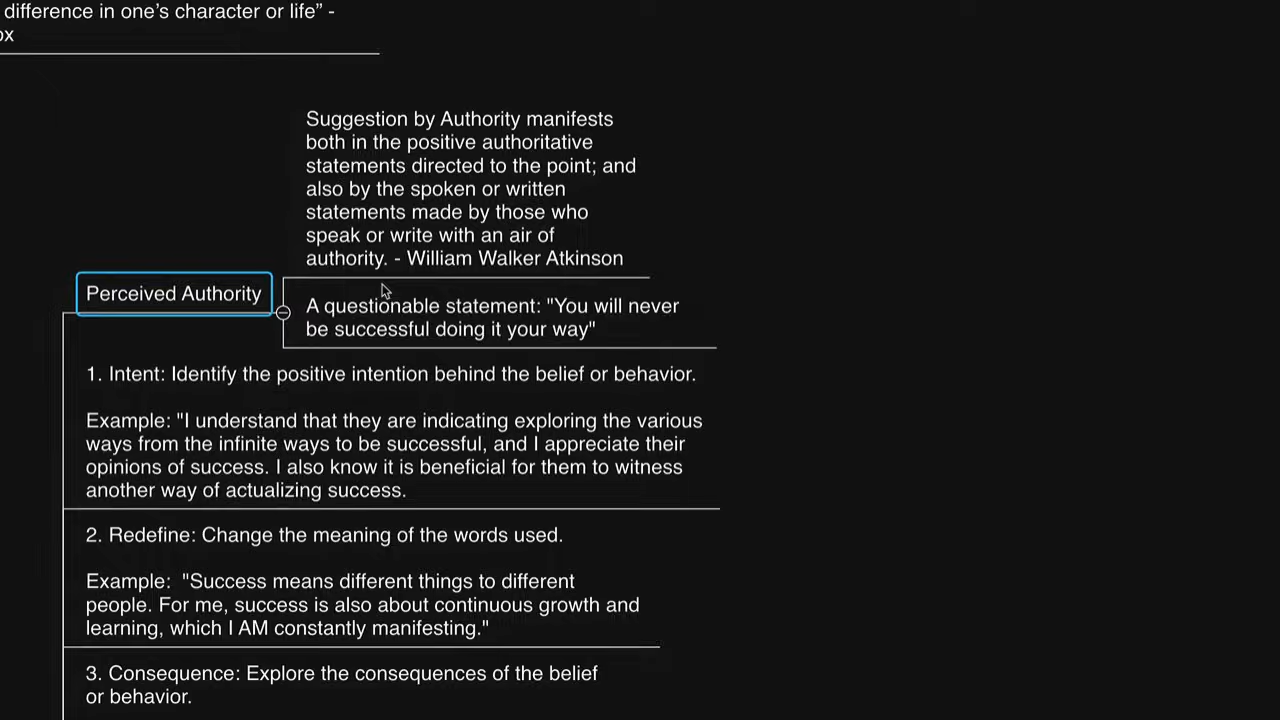 difference in one’s character or life” -
ox
Suggestion by Authority manifests
both in the positive authoritative
statements directed to the point; and
also by the spoken or written
statements made by those who
speak or write with an air of
authority. - William Walker Atkinson
Perceived Authority
A questionable statement: "You will never
be successful doing it your way"
1. Intent: Identify the positive intention behind the belief or behavior.
Example: "I understand that they are indicating exploring the various
ways from the infinite ways to be successful, and I appreciate their
opinions of success. I also know it is beneficial for them to witness
another way of actualizing success.
2. Redefine: Change the meaning of the words used.
Example:  "Success means different things to different
people. For me, success is also about continuous growth and
learning, which I AM constantly manifesting."
3. Consequence: Explore the consequences of the belief
or behavior.